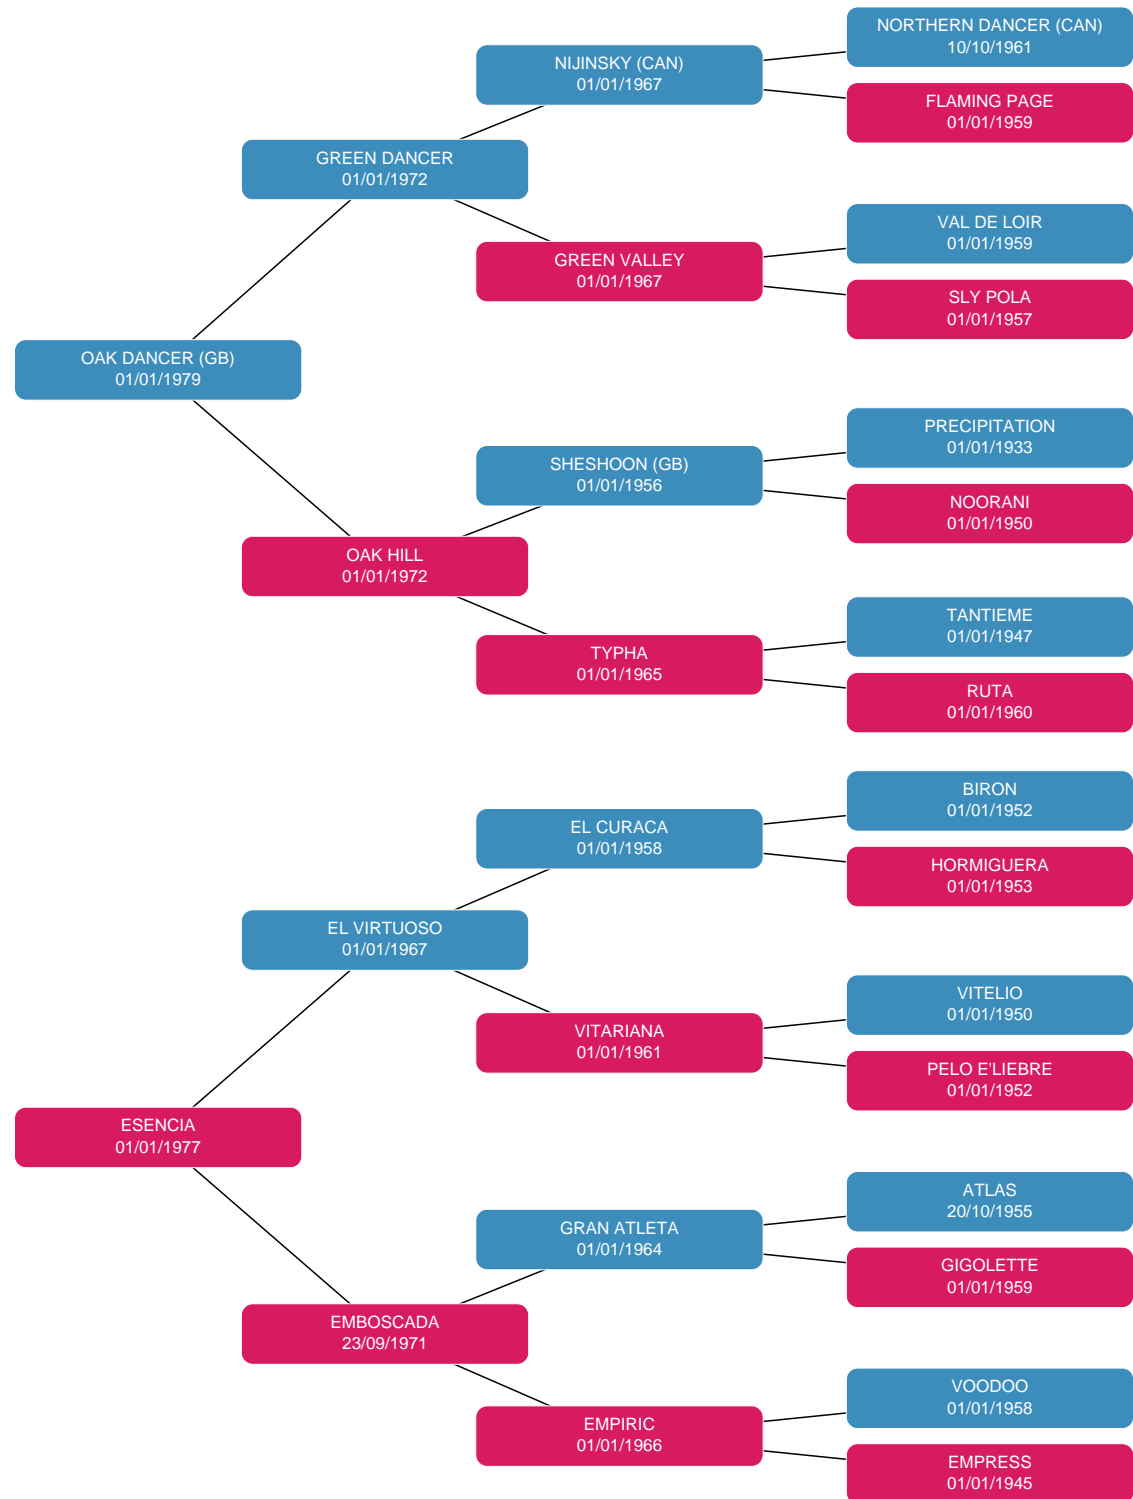 NORTHERN DANCER (CAN)
10/10/1961
NIJINSKY (CAN)
01/01/1967
FLAMING PAGE
01/01/1959
GREEN DANCER
01/01/1972
VAL DE LOIR
01/01/1959
GREEN VALLEY
01/01/1967
SLY POLA
01/01/1957
OAK DANCER (GB)
01/01/1979
PRECIPITATION
01/01/1933
SHESHOON (GB)
01/01/1956
NOORANI
01/01/1950
OAK HILL
01/01/1972
TANTIEME
01/01/1947
TYPHA
01/01/1965
RUTA
01/01/1960
BIRON
01/01/1952
EL CURACA
01/01/1958
HORMIGUERA
01/01/1953
EL VIRTUOSO
01/01/1967
VITELIO
01/01/1950
VITARIANA
01/01/1961
PELO E'LIEBRE
01/01/1952
ESENCIA
01/01/1977
ATLAS
20/10/1955
GRAN ATLETA
01/01/1964
GIGOLETTE
01/01/1959
EMBOSCADA
23/09/1971
VOODOO
01/01/1958
EMPIRIC
01/01/1966
EMPRESS
01/01/1945